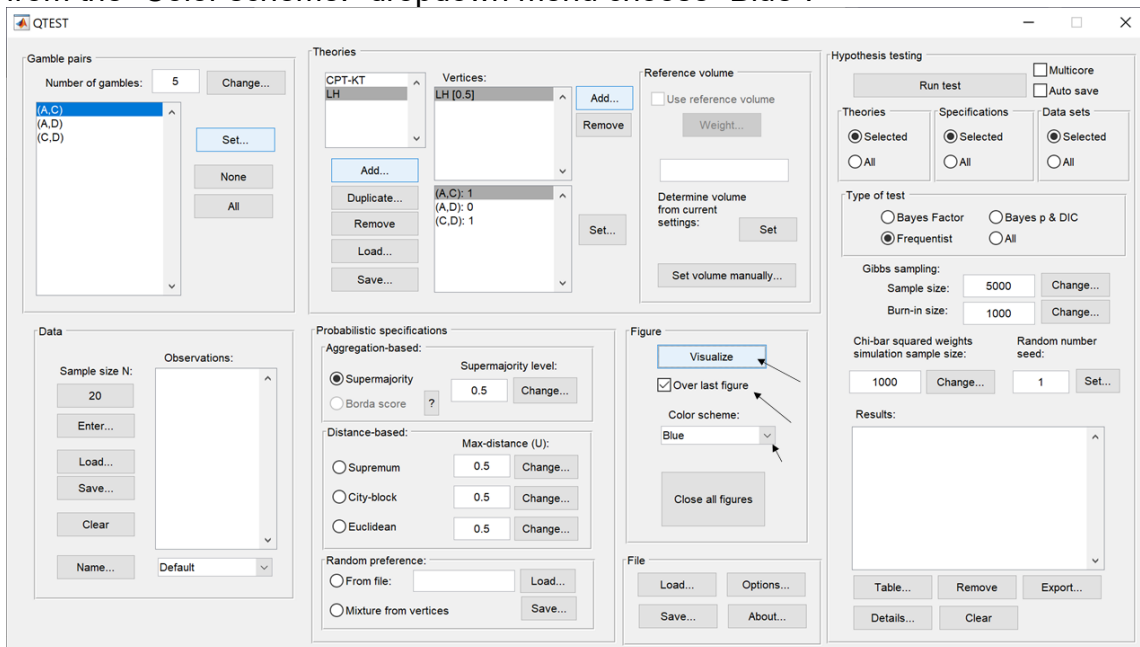 from the "Color scheme:" dropdown menu choose "Blue".
QTEST
Gamble pairs
Number of gambles: 5 Change...
(A,C)
(A,D)
(C,D)
Set...
None
All
Theories
CPT-KT
LH
Add...
Duplicate...
Remove
Load...
Save...
Vertices:
LH [0.5]
Add...
Remove
(A,C): 1
(A,D): 0
(C,D): 1
Set...
Reference volume
Use reference volume
Weight...
Determine volume
from current
settings: Set
Set volume manually...
Hypothesis testing
Run test
Multicore
Auto save
Theories
Selected
All
Specifications
Selected
All
Data sets
Selected
All
Type of test
Bayes Factor Bayes p & DIC
Frequentist All
Gibbs sampling:
Sample size: 5000 Change...
Burn-in size: 1000 Change...
Chi-bar squared weights
simulation sample size:
1000 Change...
Random number
seed:
1 Set...
Results:
Table... Remove Export...
Details... Clear
Data
Sample size N:
20
Enter...
Load...
Save...
Clear
Name... Default
Observations:
Probabilistic specifications
Aggregation-based:
Supermajority
Borda score ?
Supermajority level:
0.5 Change...
Distance-based:
Max-distance (U):
Supremum 0.5 Change...
City-block 0.5 Change...
Euclidean 0.5 Change...
Random preference:
From file: Load...
Mixture from vertices Save...
Figure
Visualize
Over last figure
Color scheme:
Blue
Close all figures
File
Load... Options...
Save... About...